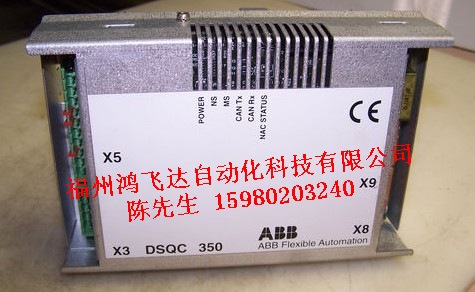 POWER
NS
MS
CAN Tx
CAN Rx
NAC STATUS
CE
X5
福州鸿飞达自动化科技有限公司
X9
陈先生 15980203240
ABB
X8
X3 DSQC 350
ABB Flexible Automation